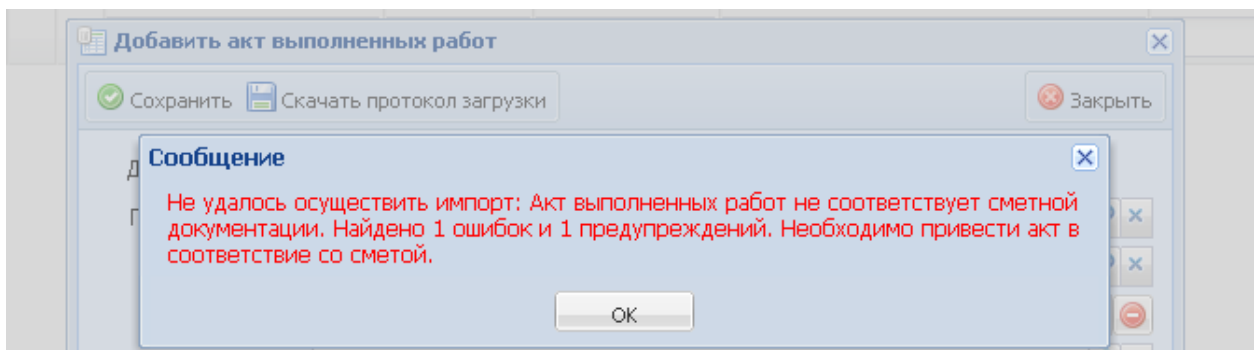 Добавить акт выполненных работ
Сохранить Скачать протокол загрузки Закрыть
Д Сообщение
П Не удалось осуществить импорт: Акт выполненных работ не соответствует сметной
документации. Найдено 1 ошибок и 1 предупреждений. Необходимо привести акт в
соответствие со сметой.
OK